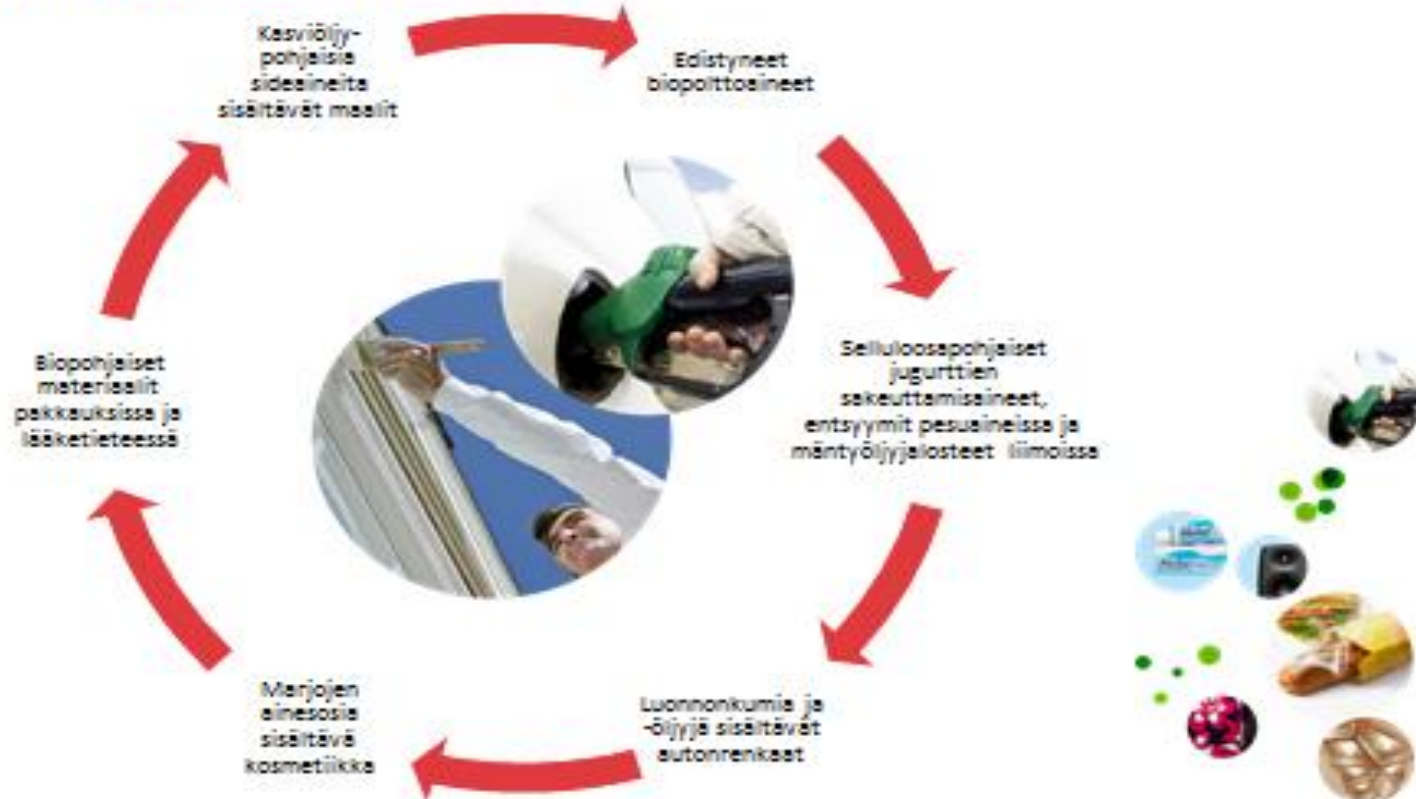 Kasviöljy-
pohjaisia
sideaineita
sisältävät maalit
Edistyneet
biopolttoaineet
Selluloosapohjaiset
jugurttien
sakeuttamisaineet,
entsyymit pesuaineissa ja
mäntyöljyjalosteet liimoissa
Luonnonkumia ja
-öljyjä sisältävät
autonrenkaat
Marjojen
ainesosia
sisältävä
kosmetiikka
Biopohjaiset
materiaalit
pakkauksissa ja
lääketieteessä